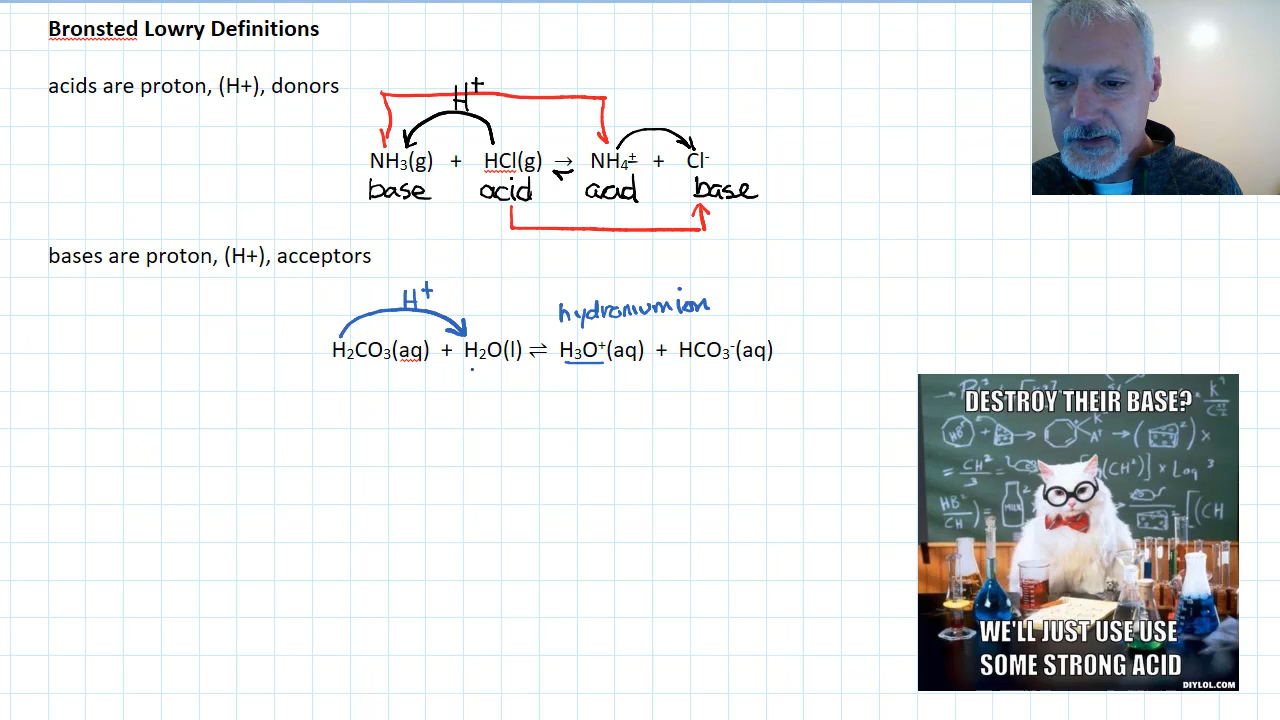 Bronsted Lowry Definitions
acids are proton, (H+), donors
H+
NH₃(g) + HCl(g) → NH₄± + Cl-
base acid acid base
bases are proton, (H+), acceptors
H+
hydronium ion
H₂CO₃(aq) + H₂O(l) ⇌ H₃O⁺(aq) + HCO₃⁻(aq)
DESTROY THEIR BASE?
WE'LL JUST USE USE
SOME STRONG ACID
DIYLOL.COM